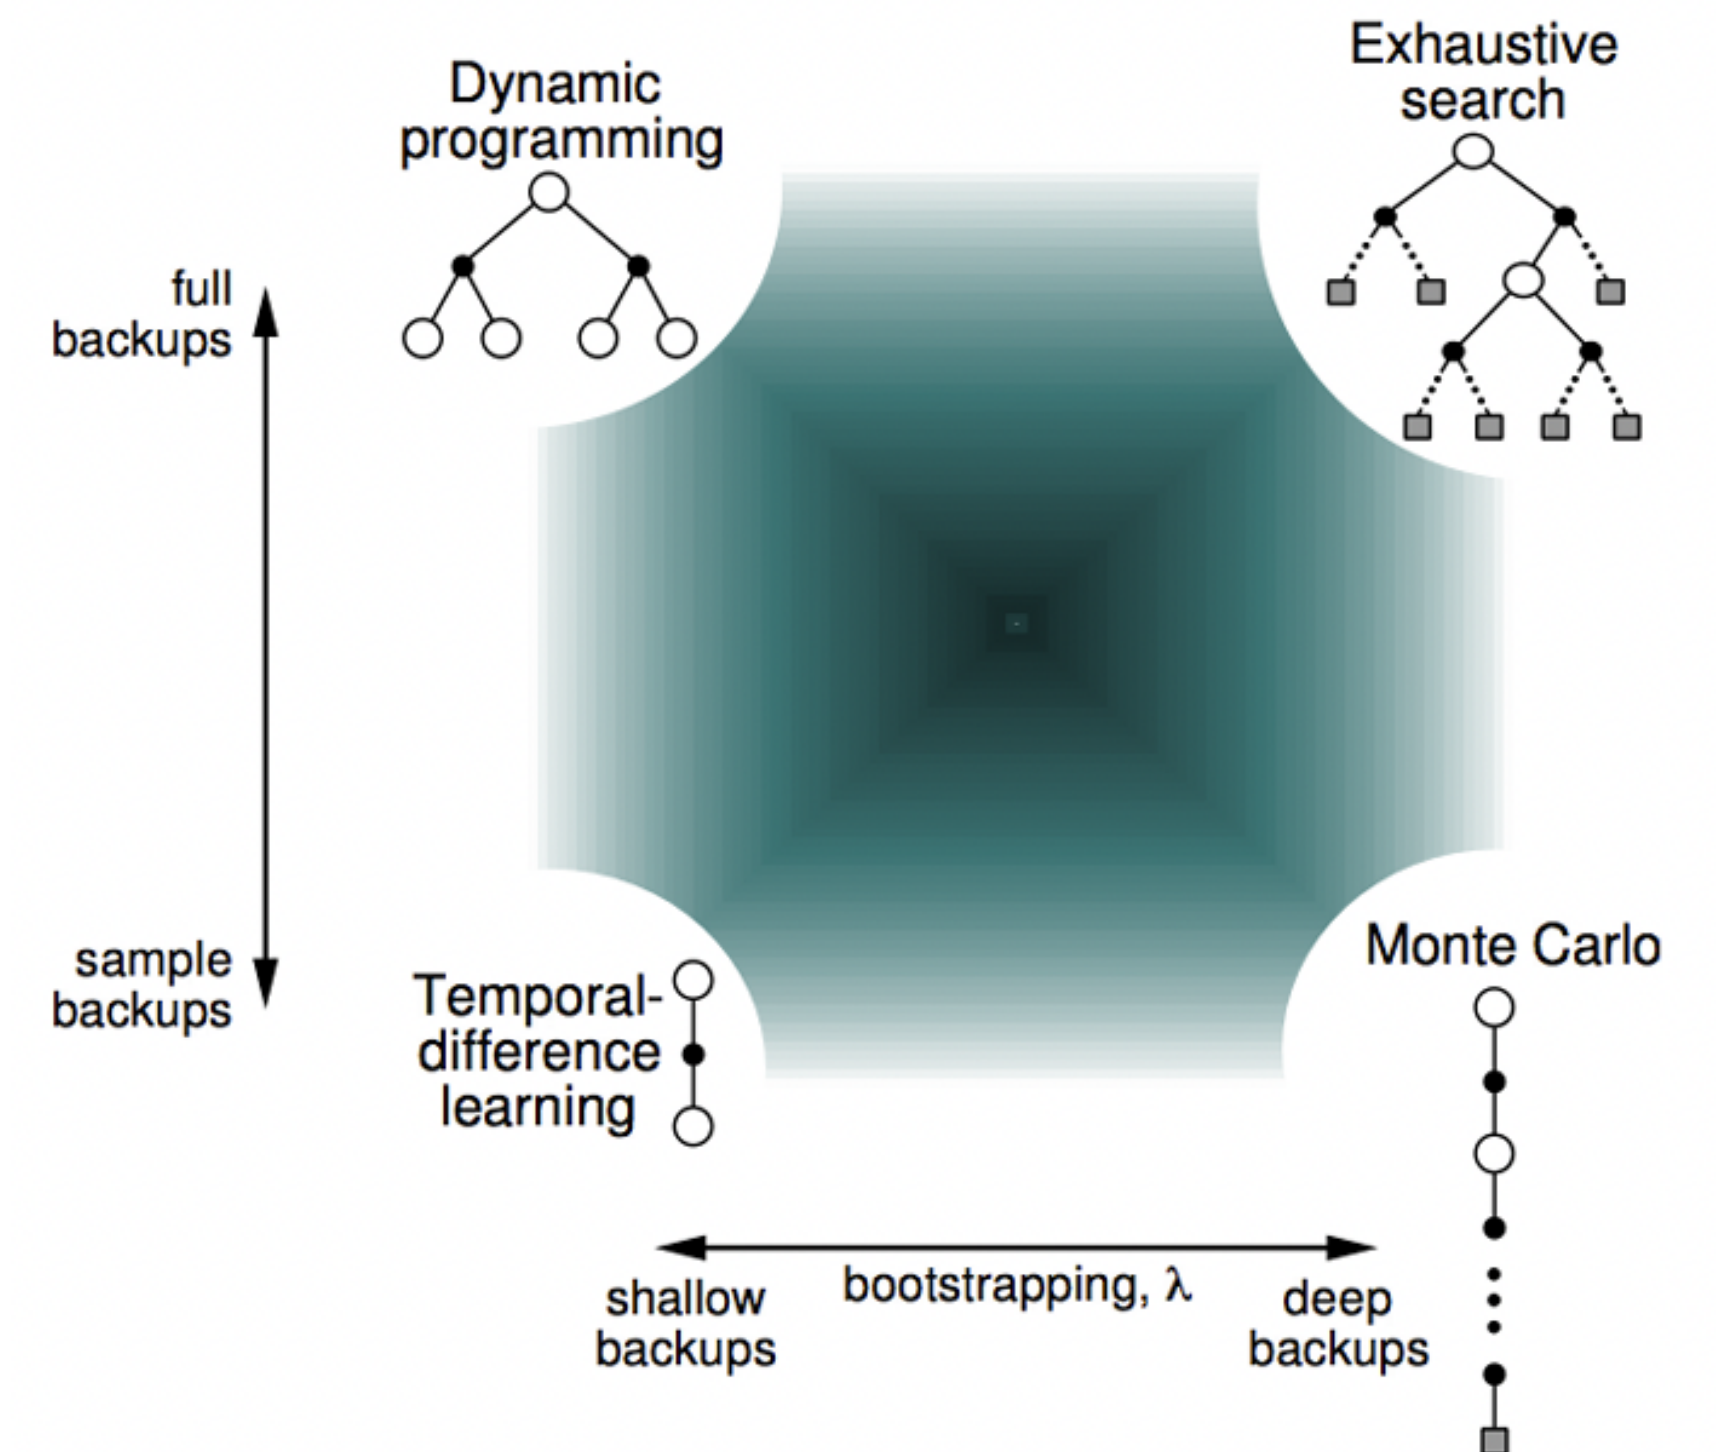 Dynamic
programming
Exhaustive
search
full
backups
sample
backups
Temporal-
difference
learning
Monte Carlo
bootstrapping, λ
shallow
backups
deep
backups